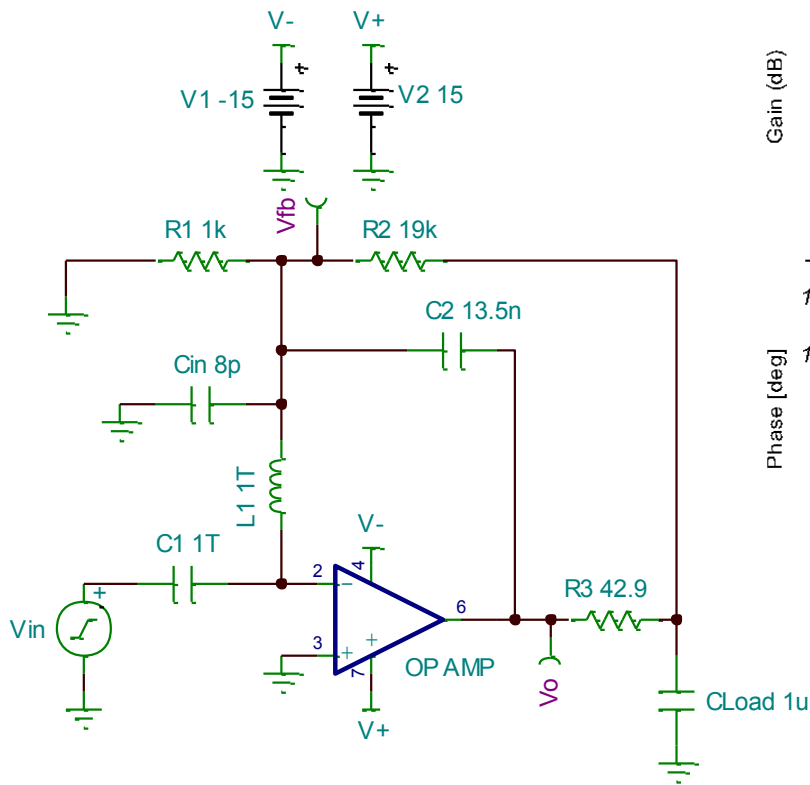 V-
V+
V1 -15
V2 15
Gain (dB)
Vfb
R1 1k
R2 19k
C2 13.5n
Cin 8p
Phase [deg]
L1 1T
C1 1T
V-
2
4
Vin
+
6
R3 42.9
3
+
+
7
OP AMP
Vo
CLoad 1u
V+